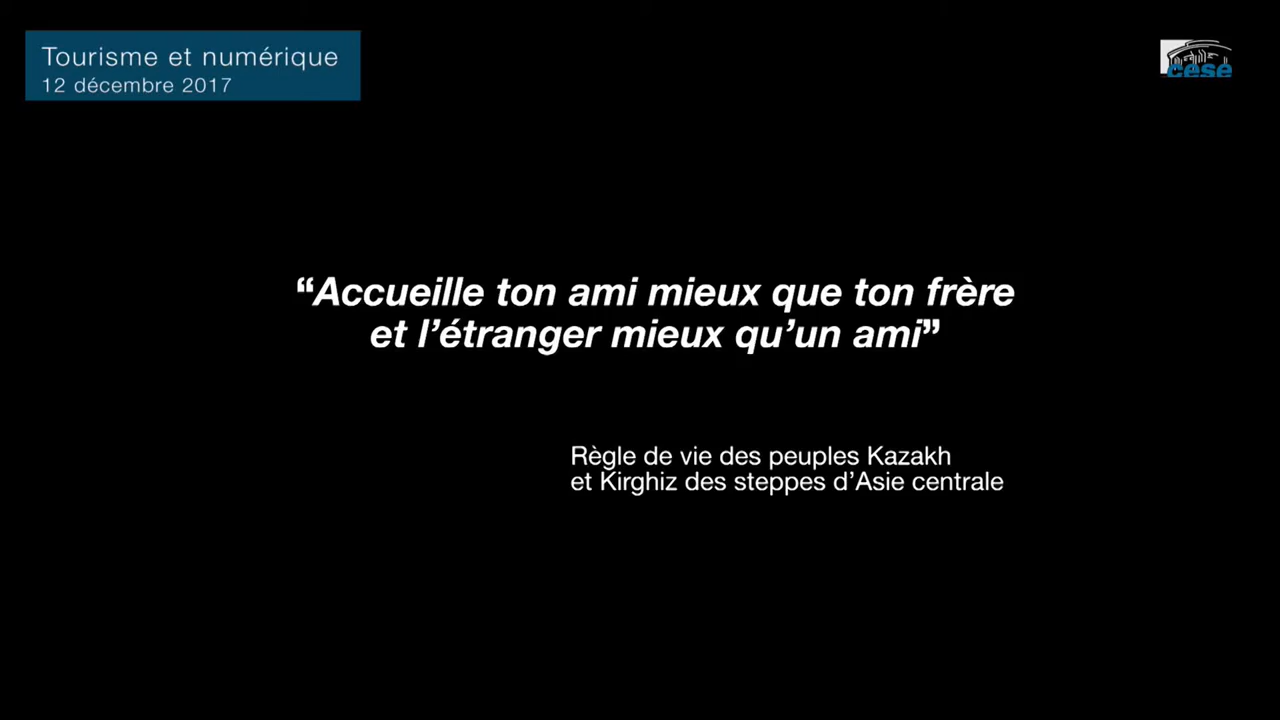 Tourisme et numérique
12 décembre 2017
cese
“Accueille ton ami mieux que ton frère
et l’étranger mieux qu’un ami”
Règle de vie des peuples Kazakh
et Kirghiz des steppes d’Asie centrale